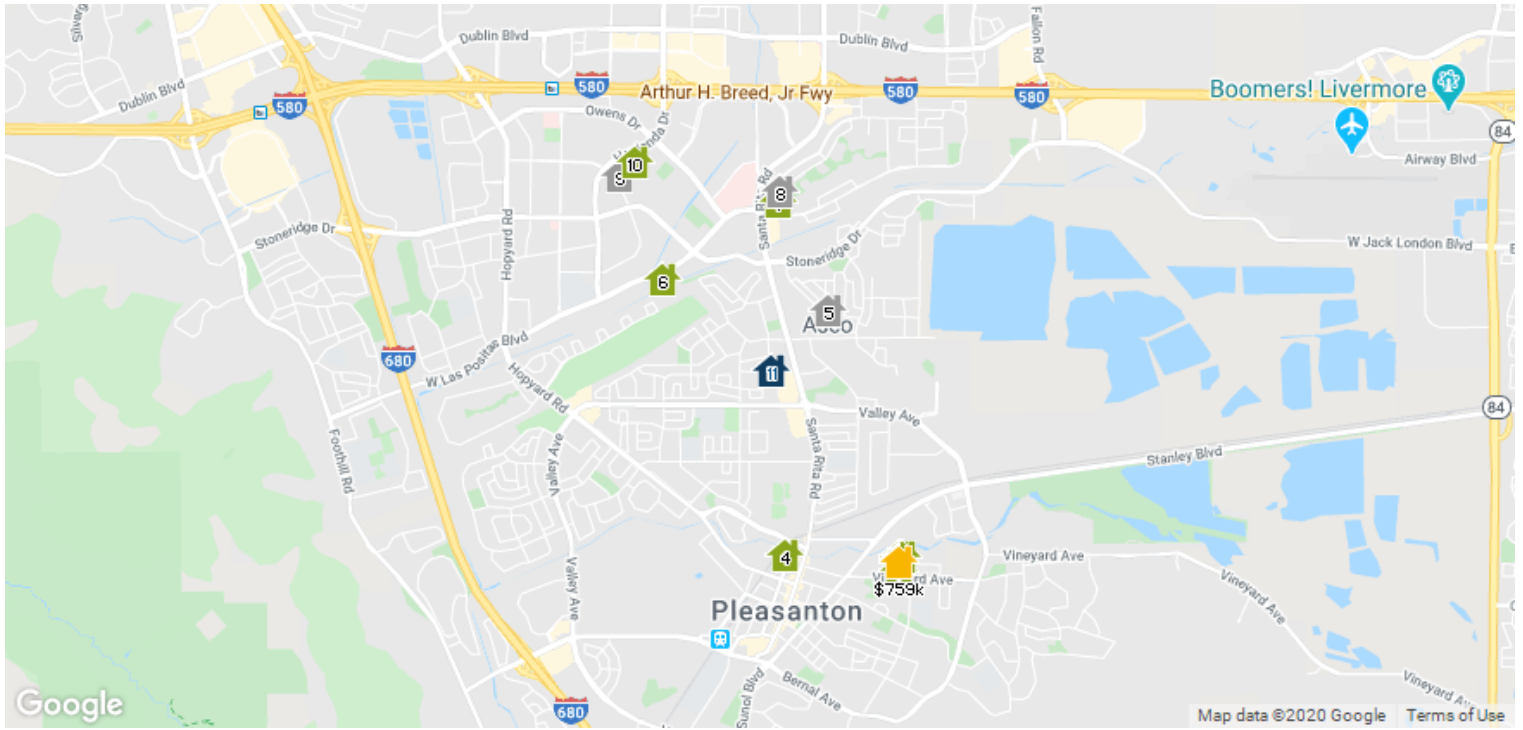 Silverg
Dublin Blvd
Dublin Blvd
Fallon Rd
Dublin Blvd
580
Arthur H. Breed, Jr Fwy
580
580
Boomers! Livermore
580
Owens Dr
84
Airway Blvd
10
9
8
Santa Rita Rd
Hopyard Rd
Stoneridge Dr
W Jack London Blvd
E
Stoneridge Dr
6
5
W Las Positas Blvd
680
11
Hopyard Rd
Valley Ave
84
Foothill Rd
Valley Ave
Santa Rita Rd
Stanley Blvd
4
Vineyard Ave
Vineyard Ave
$759k
Valley Ave
Pleasanton
Vineyard Ave
Bernal Ave
Vineyard Ave
Sunol Blvd
680
Google
Map data ©2020 Google
Terms of Use